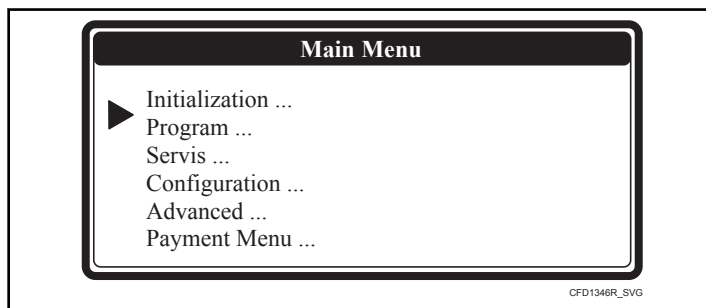 Main Menu
Initialization ...
Program ...
Servis ...
Configuration ...
Advanced ...
Payment Menu ...
CFD1346R_SVG